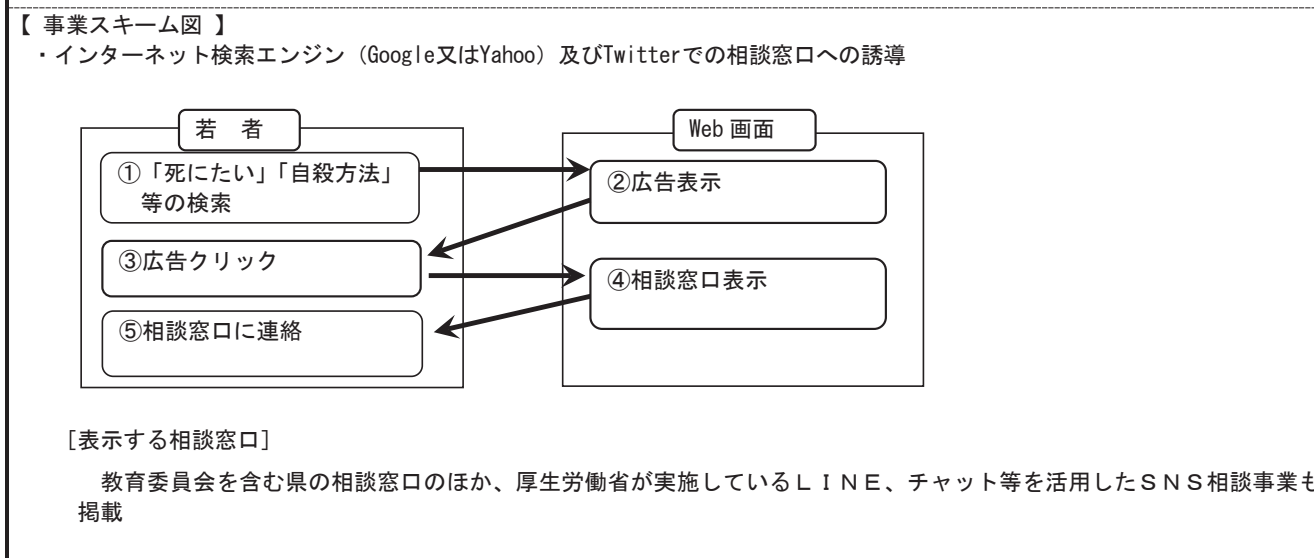 【 事業スキーム図 】
・インターネット検索エンジン（Google又はYahoo）及びTwitterでの相談窓口への誘導
若　者
Web 画面
①「死にたい」「自殺方法」
等の検索
②広告表示
③広告クリック
④相談窓口表示
⑤相談窓口に連絡
［表示する相談窓口］
教育委員会を含む県の相談窓口のほか、厚生労働省が実施しているＬＩＮＥ、チャット等を活用したＳＮＳ相談事業も
掲載